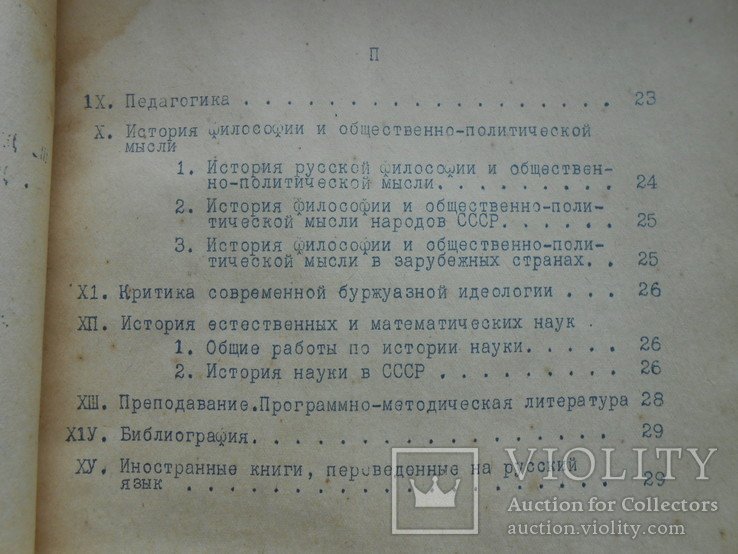 П
1Х. Педагогика . . . . . . . . . . . . . . . . . . 23
Х. История философии и общественно-политической
мысли
1. История русской философии и обществен-
но-политической мысли. . . . . . . . . 24
2. История философии и общественно-поли-
тической мысли народов СССР. . . . . . 25
3. История философии и общественно-поли-
тической мысли в зарубежных странах. . 25
Х1. Критика современной буржуазной идеологии . . . 26
ХП. История естественных и математических наук .
1. Общие работы по истории науки. . . . . 26
2. История науки в СССР . . . . . . . . . 26
ХШ. Преподавание.Программно-методическая литература 28
Х1У. Библиография. . . . . . . . . . . . . . . . . 29
ХУ. Иностранные книги, переведенные на русский
язык . . . . . . . . . . . . . . . . . . . . . 29
VIOLITY
Auction for Collectors
auction.violity.com